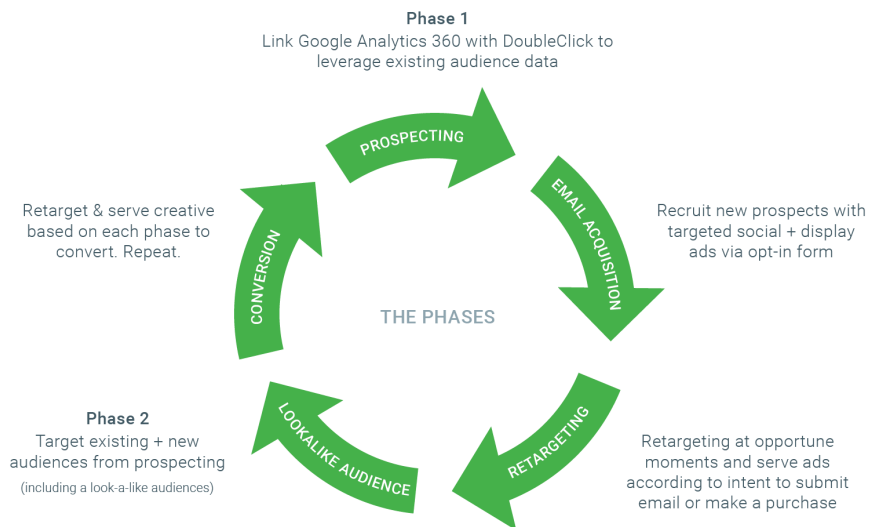 Phase 1
Link Google Analytics 360 with DoubleClick to
leverage existing audience data
PROSPECTING
EMAIL ACQUISITION
Recruit new prospects with
targeted social + display
ads via opt-in form
RETARGETING
Retargeting at opportune
moments and serve ads
according to intent to submit
email or make a purchase
LOOKALIKE AUDIENCE
Phase 2
Target existing + new
audiences from prospecting
(including a look-a-like audiences)
CONVERSION
Retarget & serve creative
based on each phase to
convert. Repeat.
THE PHASES